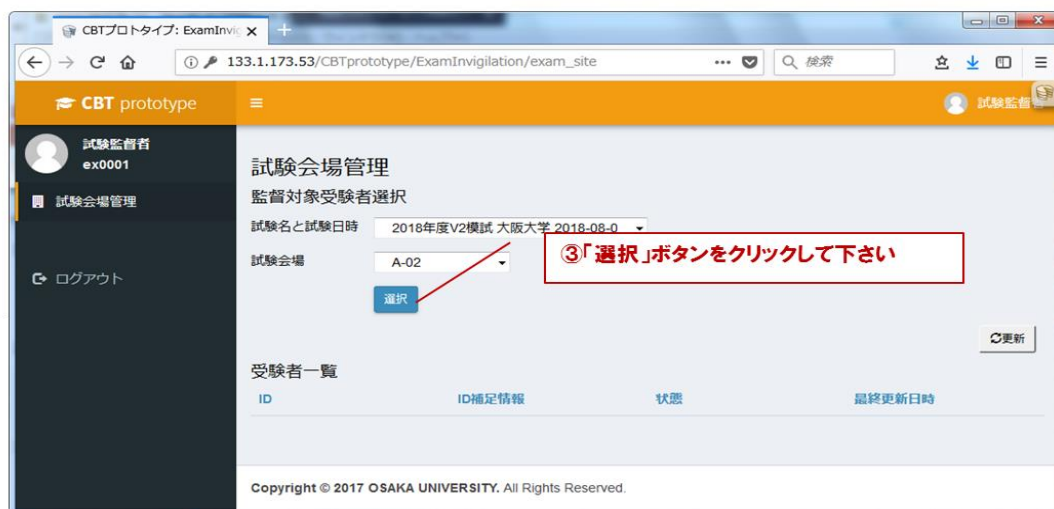 CBTプロトタイプ: ExamInvig
133.1.173.53/CBTprototype/ExamInvigilation/exam_site
検索
CBT prototype
試験監督
試験監督者
ex0001
試験会場管理
ログアウト
試験会場管理
監督対象受験者選択
試験名と試験日時
2018年度V2模試 大阪大学 2018-08-0
試験会場
A-02
選択
③「選択」ボタンをクリックして下さい
更新
受験者一覧
ID ID補足情報 状態 最終更新日時
Copyright © 2017 OSAKA UNIVERSITY. All Rights Reserved.